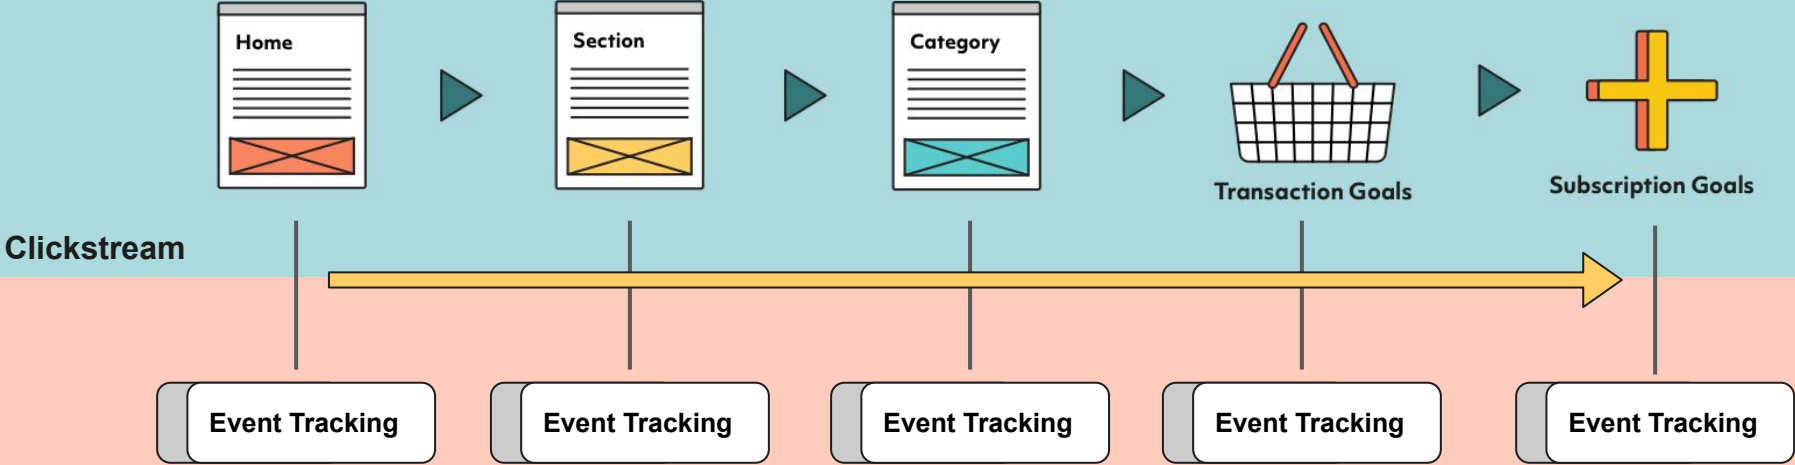 Home
Section
Category
Transaction Goals
Subscription Goals
Clickstream
Event Tracking
Event Tracking
Event Tracking
Event Tracking
Event Tracking